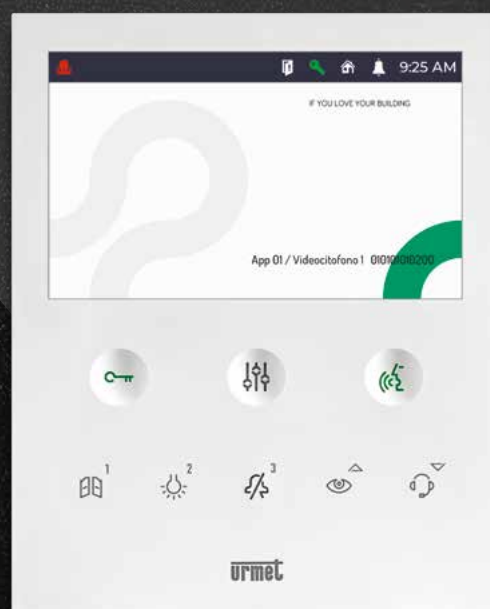 9:25 AM
IF YOU LOVE YOUR BUILDING
App 01 / Videocitofono 1 010101010200
1
2
3
urmet